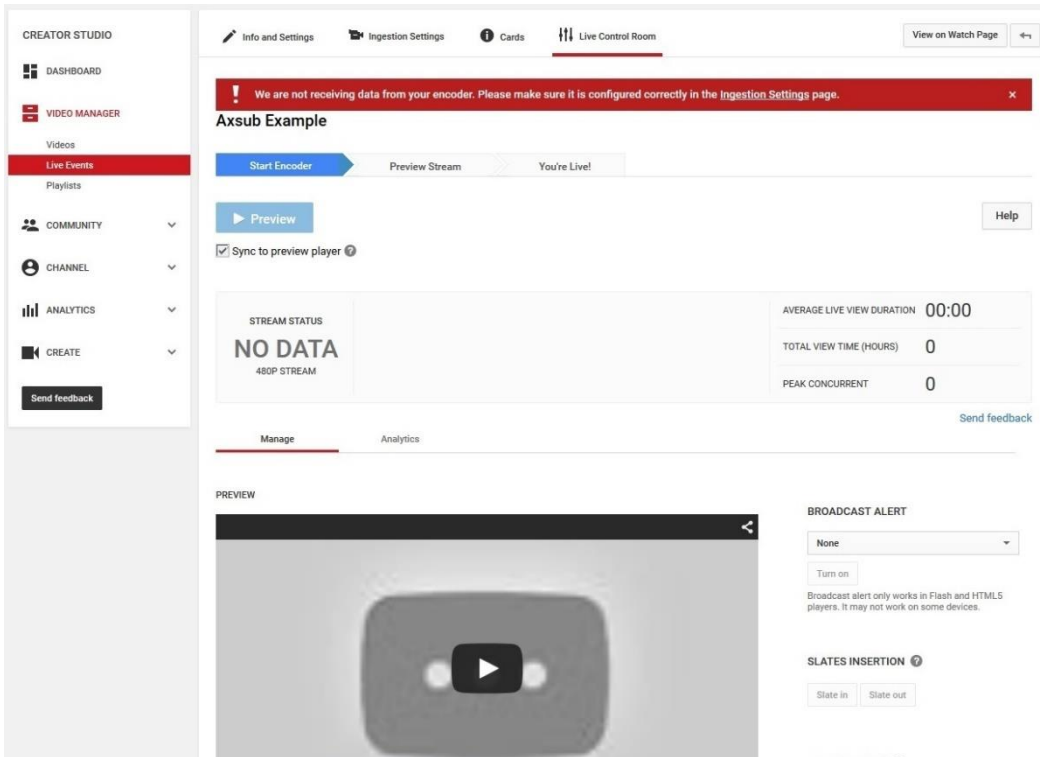 CREATOR STUDIO
DASHBOARD
VIDEO MANAGER
Videos
Live Events
Playlists
COMMUNITY
CHANNEL
ANALYTICS
CREATE
Send feedback
Info and Settings
Ingestion Settings
Cards
Live Control Room
View on Watch Page
We are not receiving data from your encoder. Please make sure it is configured correctly in the Ingestion Settings page.
Axsub Example
Start Encoder
Preview Stream
You're Live!
Preview
Help
Sync to preview player
STREAM STATUS
NO DATA
480P STREAM
AVERAGE LIVE VIEW DURATION 00:00
TOTAL VIEW TIME (HOURS) 0
PEAK CONCURRENT 0
Send feedback
Manage
Analytics
PREVIEW
BROADCAST ALERT
None
Turn on
Broadcast alert only works in Flash and HTML5
players. It may not work on some devices.
SLATES INSERTION
Slate in
Slate out